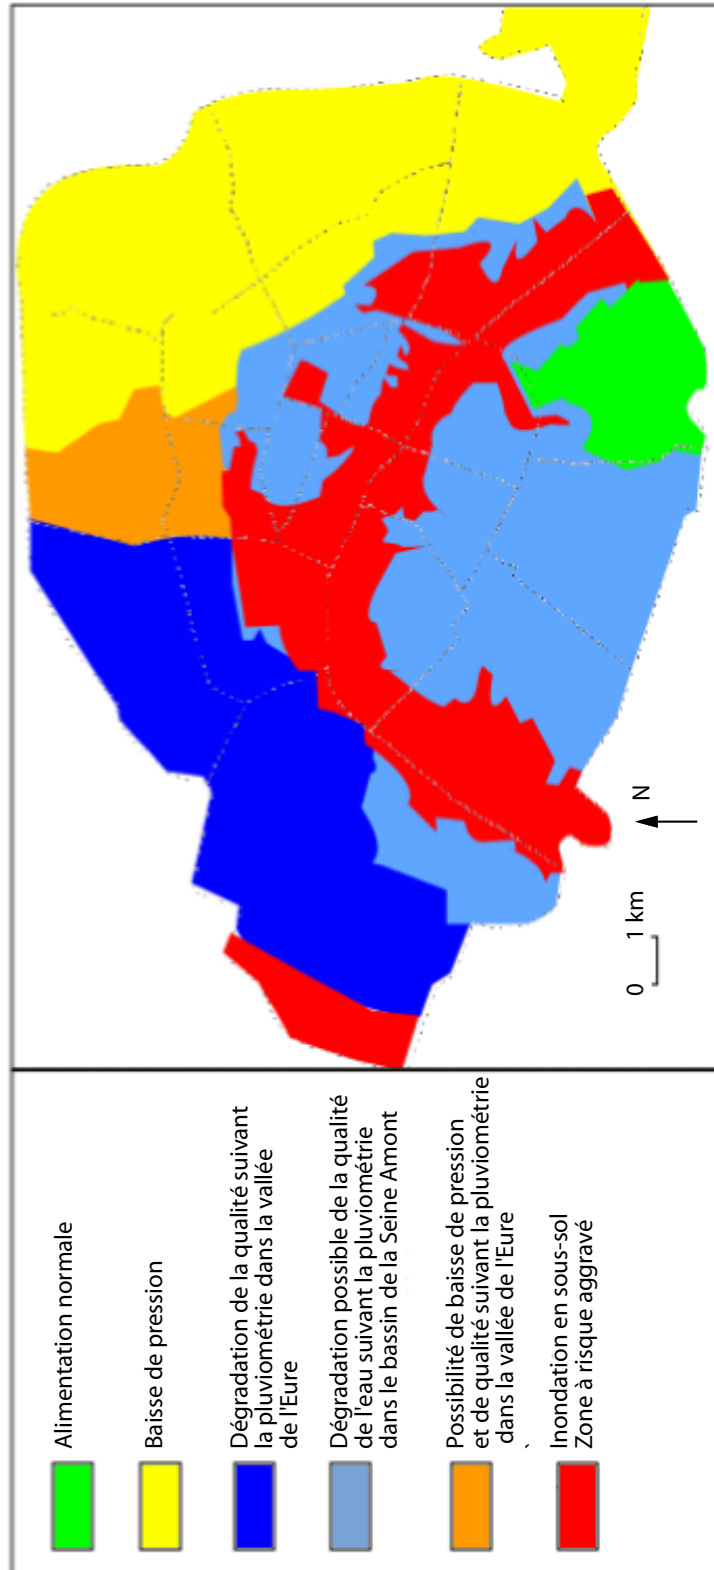 Alimentation normale
Baisse de pression
Dégradation de la qualité suivant
la pluviométrie dans la vallée
de l'Eure
Dégradation possible de la qualité
de l'eau suivant la pluviométrie
dans le bassin de la Seine Amont
Possibilité de baisse de pression
et de qualité suivant la pluviométrie
dans la vallée de l'Eure
Inondation en sous-sol
Zone à risque aggravé
0 1 km
N